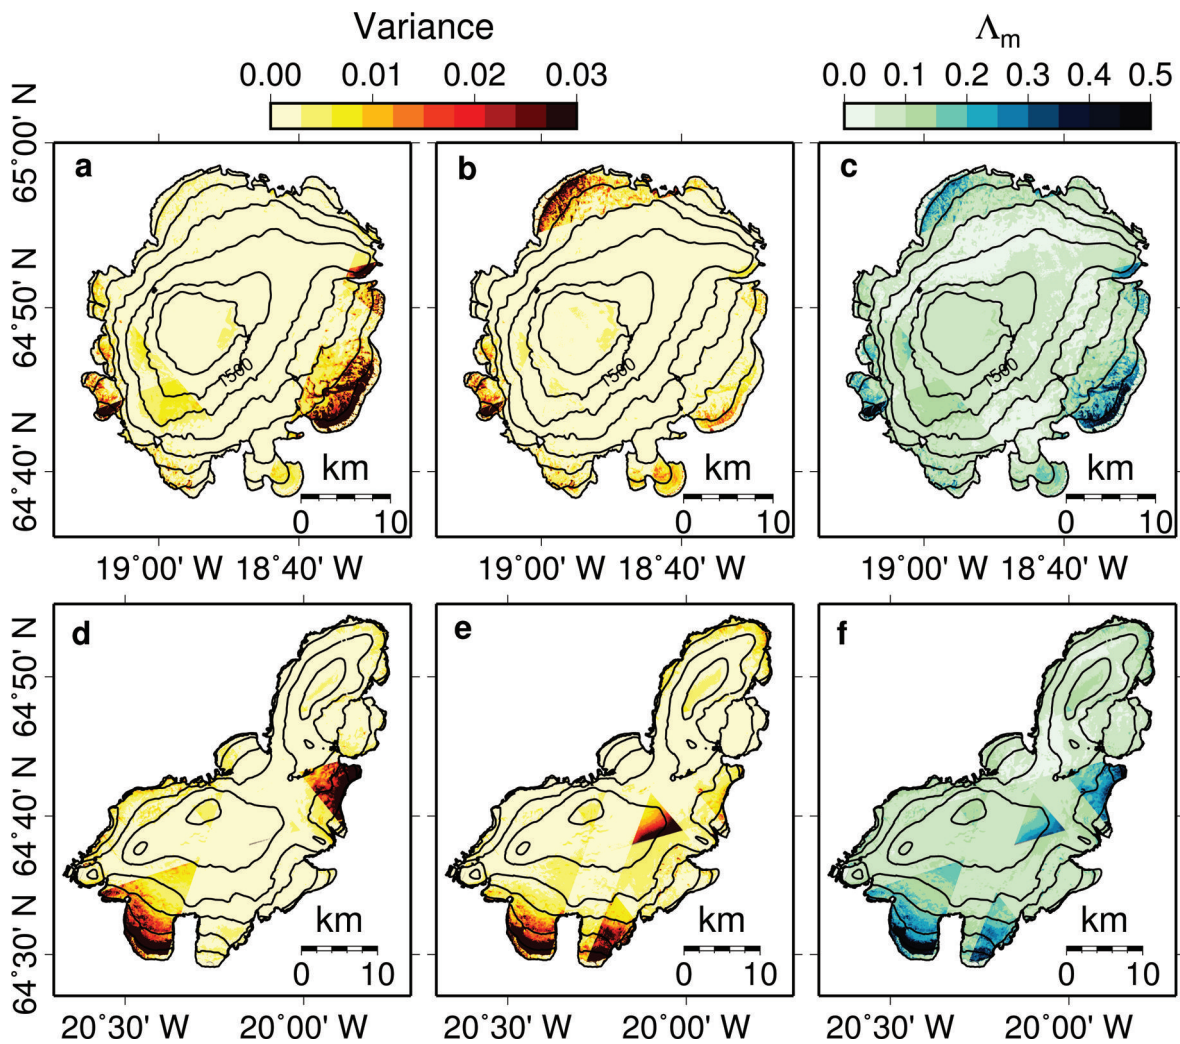 Variance
Λm
0.00 0.01 0.02 0.03
0.0 0.1 0.2 0.3 0.4 0.5
65°00' N
64°50' N
64°40' N
a
1500
km
0 10
b
1500
km
0 10
c
1500
km
0 10
19°00' W 18°40' W
19°00' W 18°40' W
19°00' W 18°40' W
64°50' N
64°40' N
64°30' N
d
km
0 10
e
km
0 10
f
km
0 10
20°30' W 20°00' W
20°30' W 20°00' W
20°30' W 20°00' W